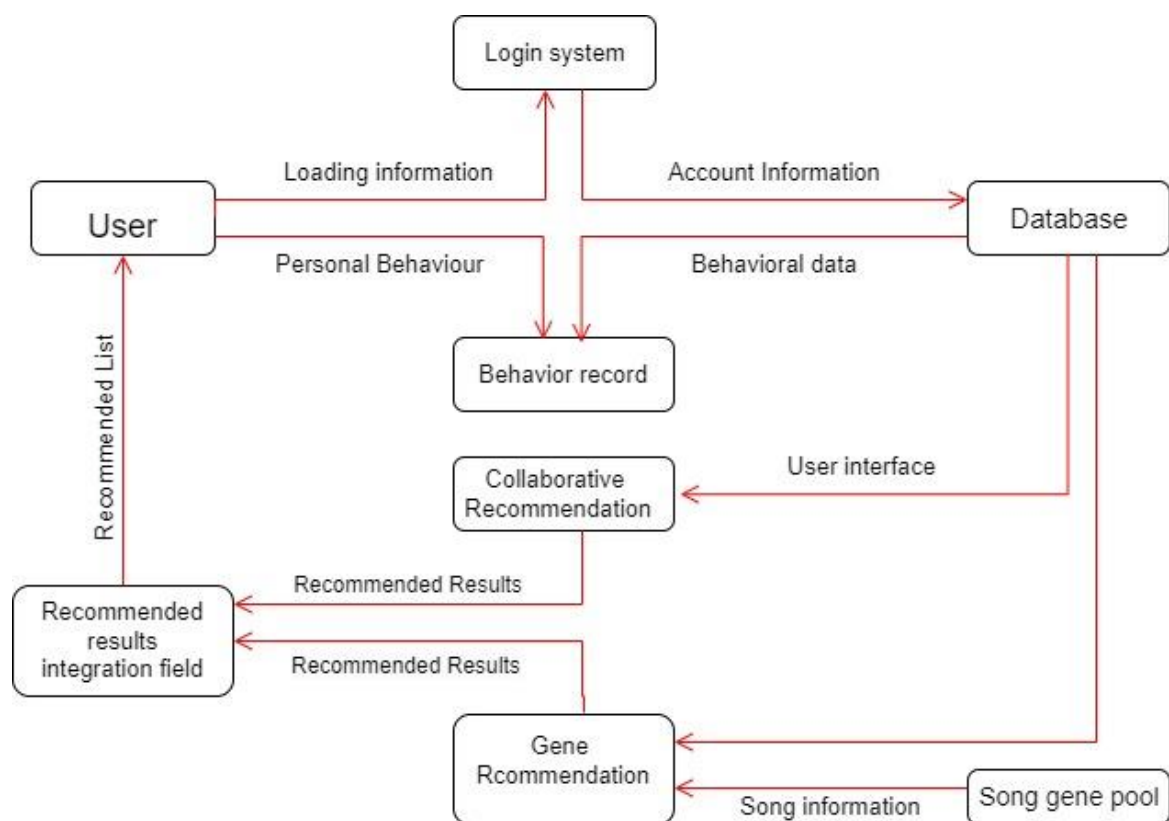 Login system
Loading information
Account Information
User
Database
Personal Behaviour
Behavioral data
Recommended List
Behavior record
Collaborative
Recommendation
User interface
Recommended Results
Recommended
results
integration field
Recommended Results
Gene
Rcommendation
Song information
Song gene pool